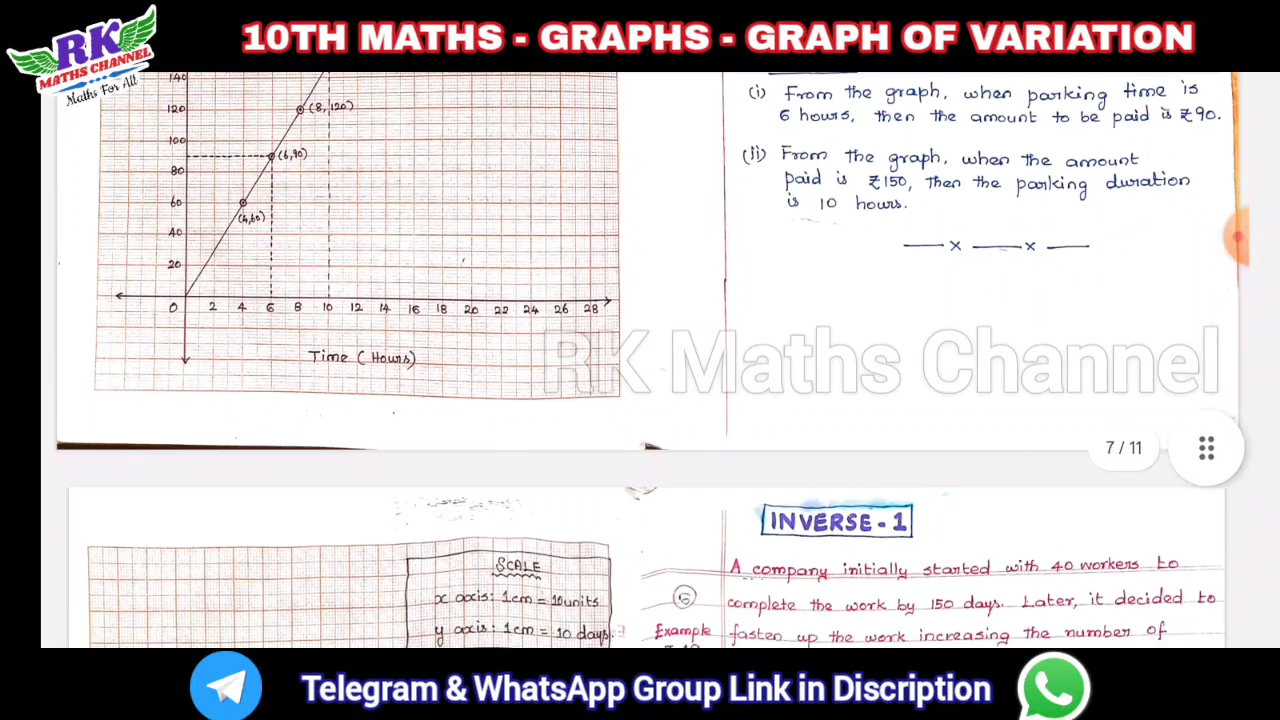 RK
MATHS CHANNEL
Maths For All
10TH MATHS - GRAPHS - GRAPH OF VARIATION
140
120
100
80
60
40
20
(8,120)
(6,90)
(4,60)
0 2 4 6 8 10 12 14 16 18 20 22 24 26 28
Time (Hours)
(i) From the graph, when parking time is
6 hours, then the amount to be paid is ₹90.
(ii) From the graph, when the amount
paid is ₹150, then the parking duration
is 10 hours.
— x — x —
RK Maths Channel
7 / 11
SCALE
x axis: 1cm = 10units
y axis: 1cm = 10 days.
INVERSE - 1
A company initially started with 40 workers to
complete the work by 150 days. Later, it decided to
Example fasten up the work increasing the number of
Telegram & WhatsApp Group Link in Discription